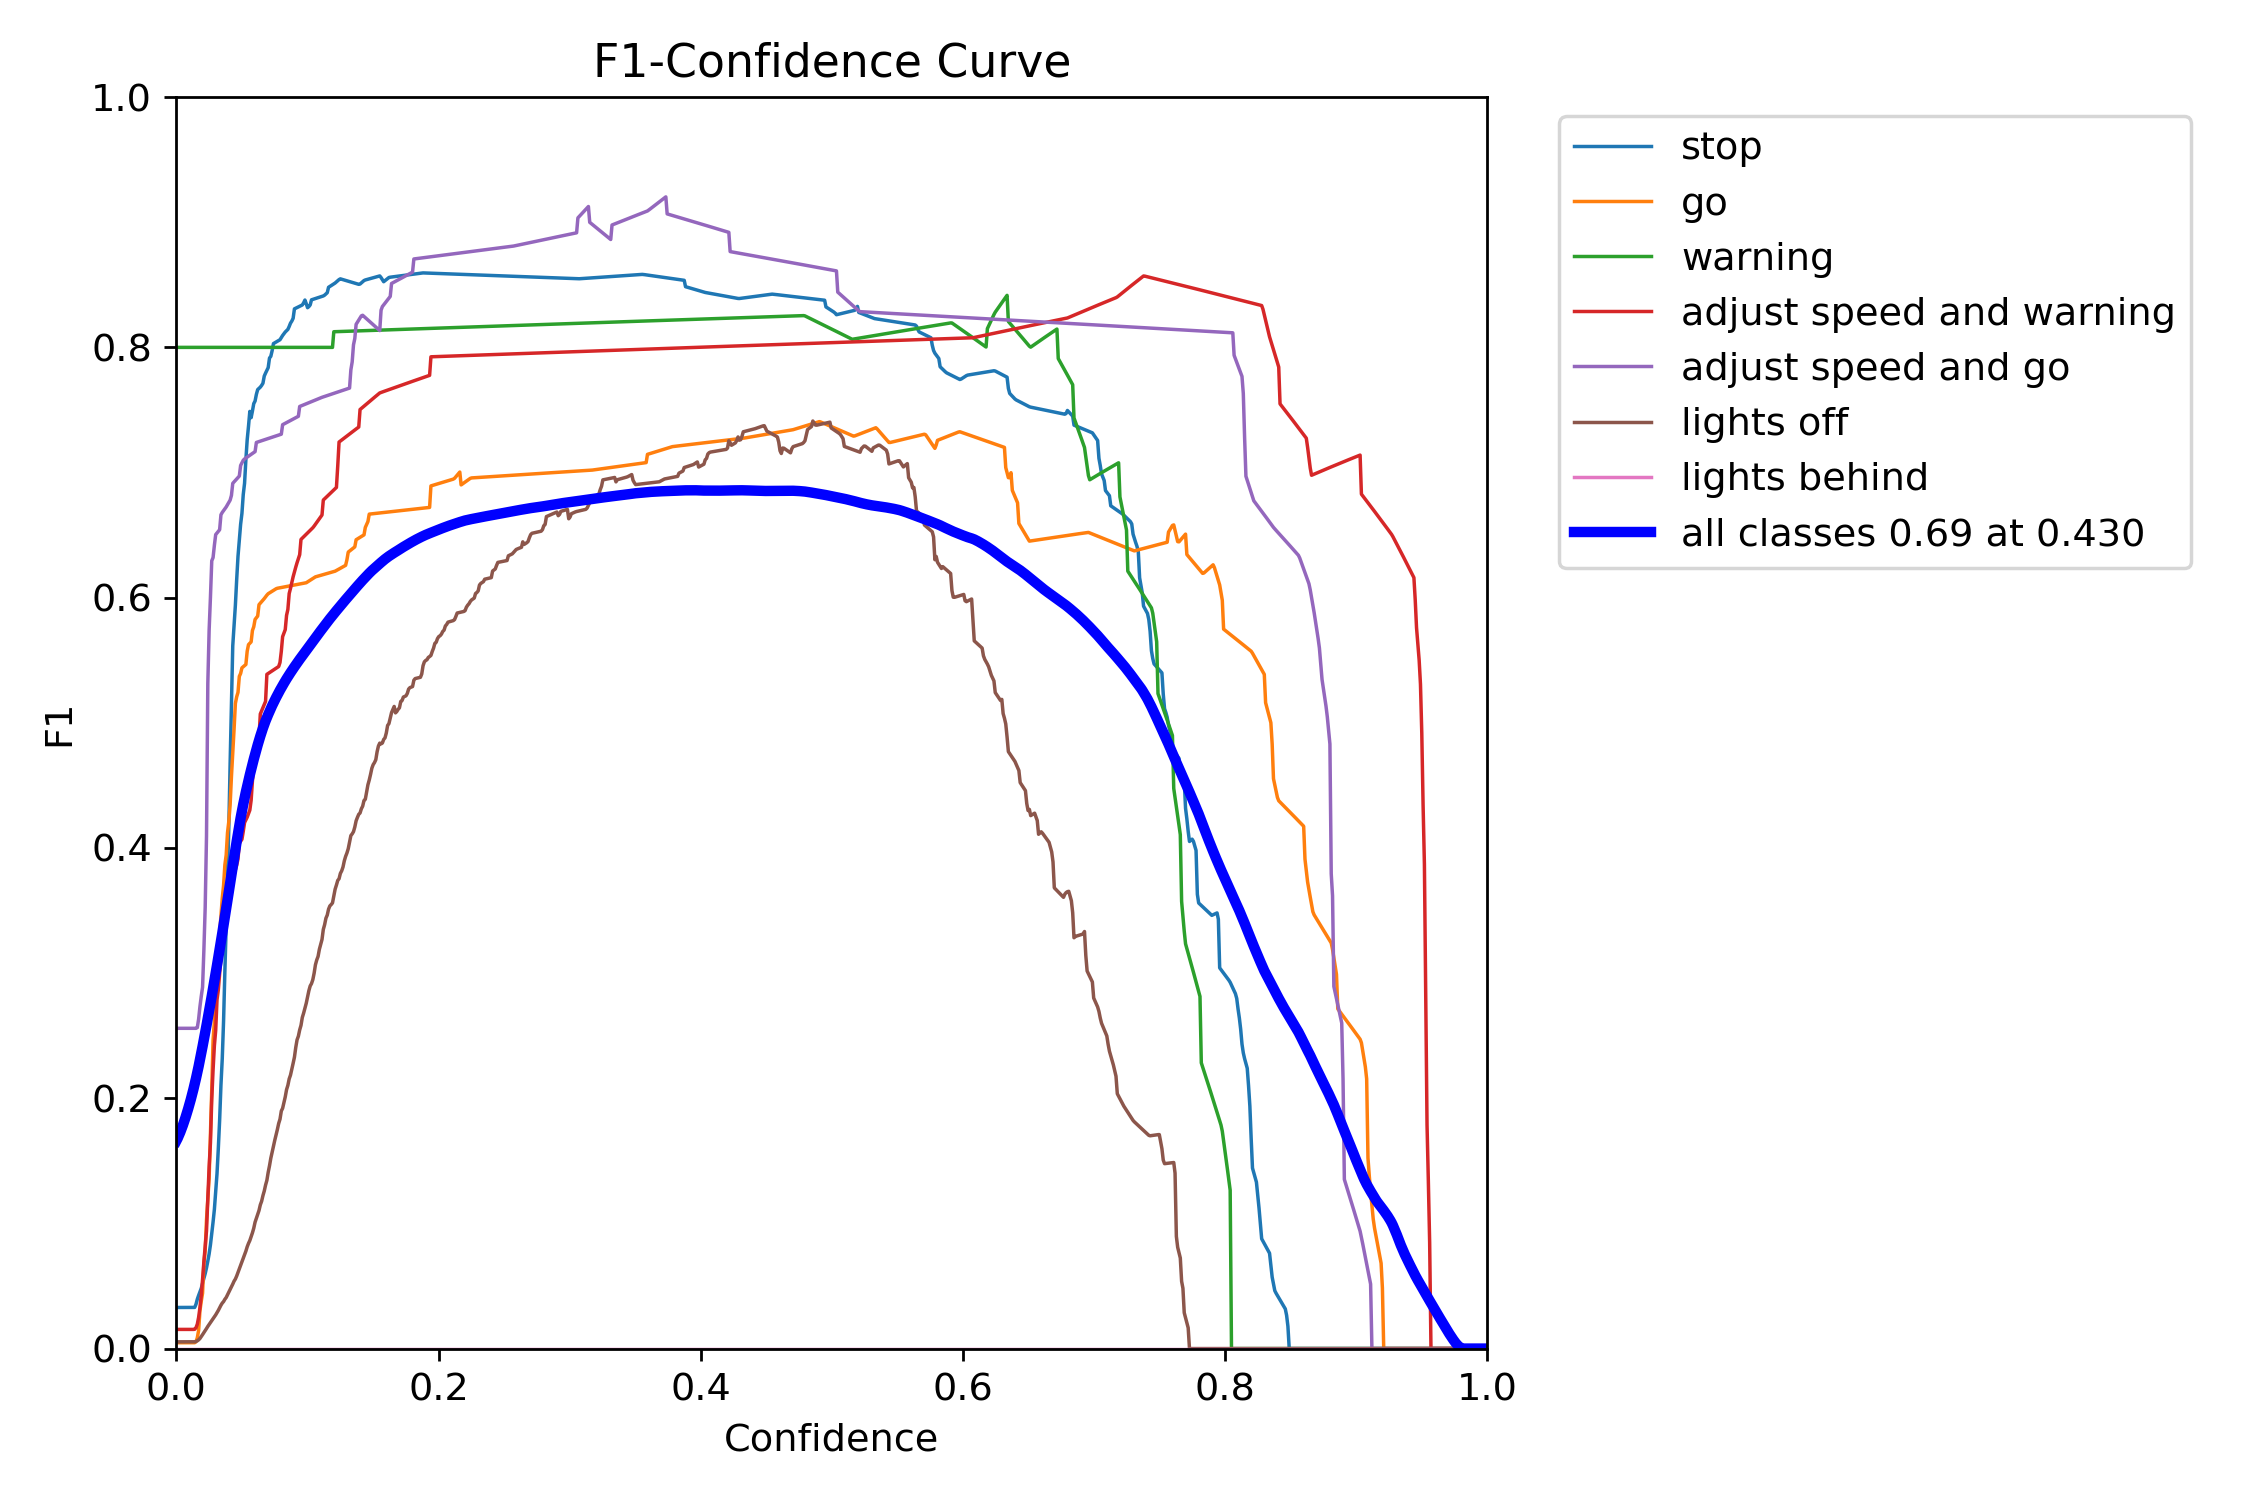 F1-Confidence Curve
1.0
0.8
0.6
0.4
0.2
0.0
F1
0.0 0.2 0.4 0.6 0.8 1.0
Confidence
stop
go
warning
adjust speed and warning
adjust speed and go
lights off
lights behind
all classes 0.69 at 0.430